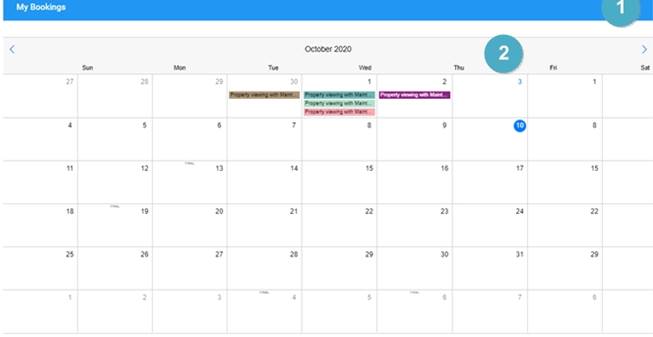 My Bookings
1
October 2020
2
Sun Mon Tue Wed Thu Fri Sat
27 28 29 30 1 2 3 1
Property viewing with Maint... Property viewing with Maint... Property viewing with Maint...
Property viewing with Maint...
Property viewing with Maint...
4 5 6 7 8 9 10 8
11 12 13 14 15 16 17 15
18 19 20 21 22 23 24 22
25 26 27 28 29 30 31 29
1 2 3 4 5 6 7 6